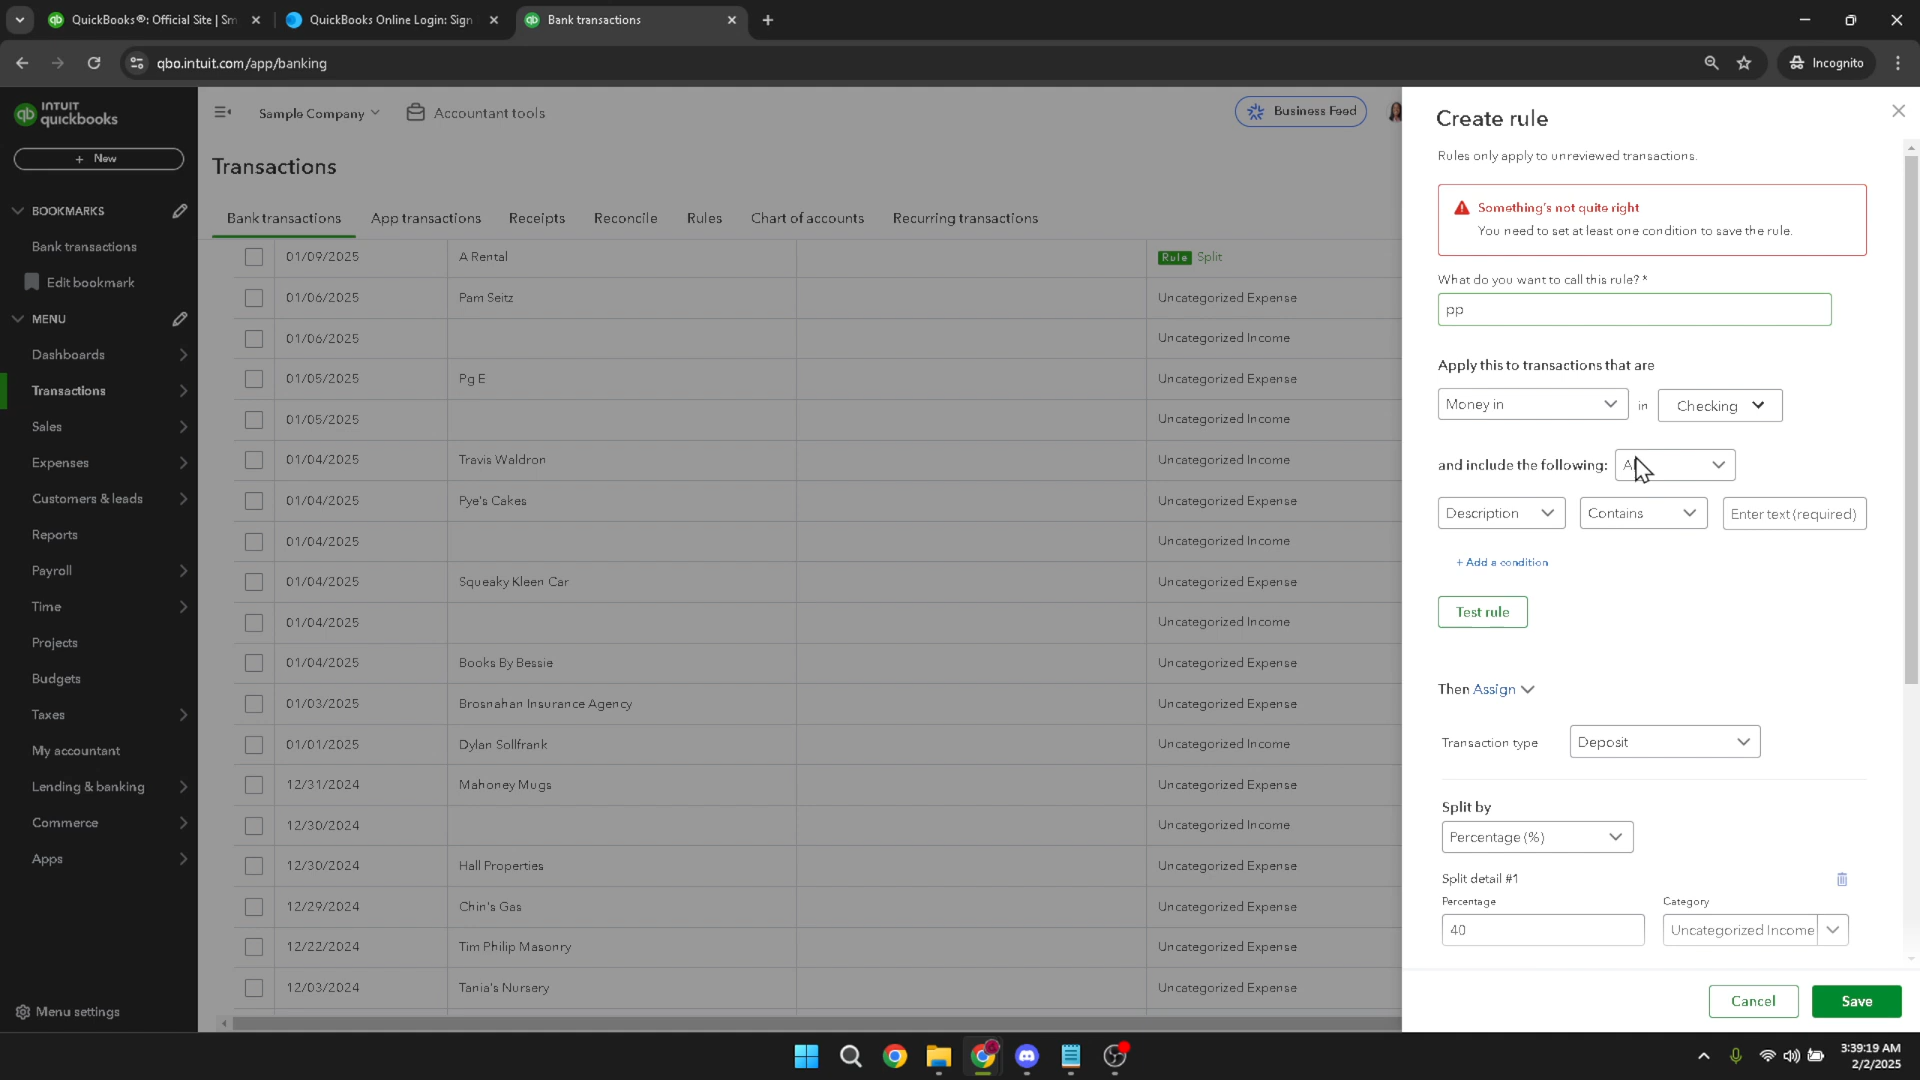 QuickBooks®: Official Site | Sm
QuickBooks Online Login: Sign
Bank transactions
qbo.intuit.com/app/banking
Incognito
INTUIT
quickbooks
+ New
BOOKMARKS
Bank transactions
Edit bookmark
MENU
Dashboards
Transactions
Sales
Expenses
Customers & leads
Reports
Payroll
Time
Projects
Budgets
Taxes
My accountant
Lending & banking
Commerce
Apps
Menu settings
Sample Company
Accountant tools
Business Feed
Transactions
Bank transactions App transactions Receipts Reconcile Rules Chart of accounts Recurring transactions
01/09/2025 A Rental Rule Split
01/06/2025 Pam Seitz Uncategorized Expense
01/06/2025 Uncategorized Income
01/05/2025 Pg E Uncategorized Expense
01/05/2025 Uncategorized Income
01/04/2025 Travis Waldron Uncategorized Income
01/04/2025 Pye's Cakes Uncategorized Expense
01/04/2025 Uncategorized Income
01/04/2025 Squeaky Kleen Car Uncategorized Expense
01/04/2025 Uncategorized Income
01/04/2025 Books By Bessie Uncategorized Expense
01/03/2025 Brosnahan Insurance Agency Uncategorized Expense
01/01/2025 Dylan Sollfrank Uncategorized Income
12/31/2024 Mahoney Mugs Uncategorized Expense
12/30/2024 Uncategorized Income
12/30/2024 Hall Properties Uncategorized Expense
12/29/2024 Chin's Gas Uncategorized Expense
12/22/2024 Tim Philip Masonry Uncategorized Expense
12/03/2024 Tania's Nursery Uncategorized Expense
Create rule
Rules only apply to unreviewed transactions.
Something's not quite right
You need to set at least one condition to save the rule.
What do you want to call this rule? *
pp
Apply this to transactions that are
Money in in Checking
and include the following:
Description Contains Enter text (required)
+ Add a condition
Test rule
Then Assign
Transaction type Deposit
Split by
Percentage (%)
Split detail #1
Percentage Category
40 Uncategorized Income
Cancel Save
3:39:19 AM
2/2/2025